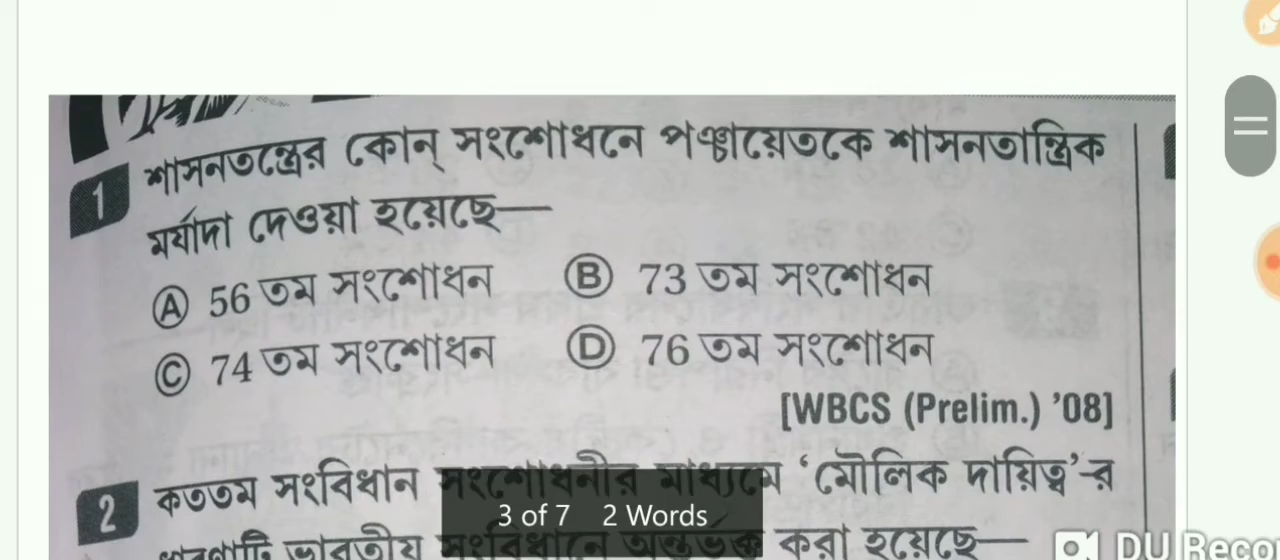 1 শাসনতন্ত্রের কোন্ সংশোধনে পঞ্চায়েতকে শাসনতান্ত্রিক
মর্যাদা দেওয়া হয়েছে—
Ⓐ 56 তম সংশোধন Ⓑ 73 তম সংশোধন
Ⓒ 74 তম সংশোধন Ⓓ 76 তম সংশোধন
[WBCS (Prelim.) ’08]
2 কততম সংবিধান সংশোধনীর মাধ্যমে ‘মৌলিক দায়িত্ব’-র
ভারতীয় সংবিধানে অন্তর্ভুক্ত করা হয়েছে—
3 of 7 2 Words
DU Recor